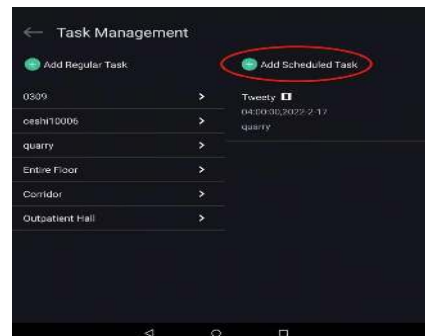 Task Management
Add Regular Task
0309
ceshi10006
quarry
Entire Floor
Corridor
Outpatient Hall
Add Scheduled Task
Tweety
04:00:00,2022-2-17
quarry